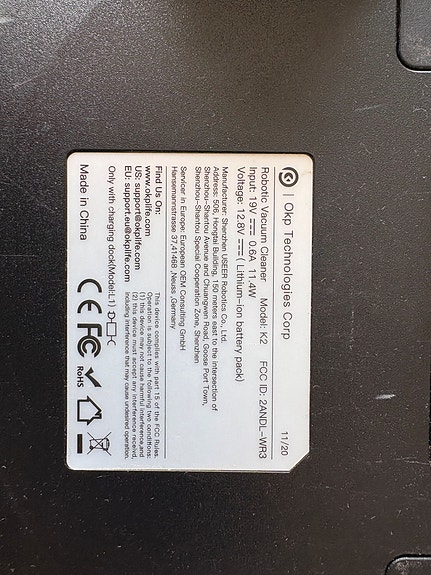 Okp Technologies Corp 11/20
Robotic Vacuum Cleaner Model: K2 FCC ID: 2ANDL-WR3
Input: 19V⎓0.6A 11.4W
Voltage: 12.8V⎓( Lithium-ion battery pack)
Manufacturer: Shenzhen USEER Robotics Co., Ltd.
Address: 506, Hongtai Building, 150 meters east to the intersection of
Shenzhen-Shantou Avenue and Chuangwen Road, Goose Port Town,
Shenzhen-Shantou Special Cooperation Zone, Shenzhen
Servicer in Europe: European OEM Consulting GmbH
Hansemannstrasse 37,41468 ,Neuss ,Germany
Find Us On:
www.okplife.com
US: support@okplife.com
EU: support.eu@okplife.com
Only with charging dock(Model:L1)
This device complies with part 15 of the FCC Rules.
Operation is subject to the following two conditions:
(1) this device may not cause harmful interference,and
(2) this device must accept any interference receivd,
including interference that may cause undesired operation.
Made in China
CE FC RoHS